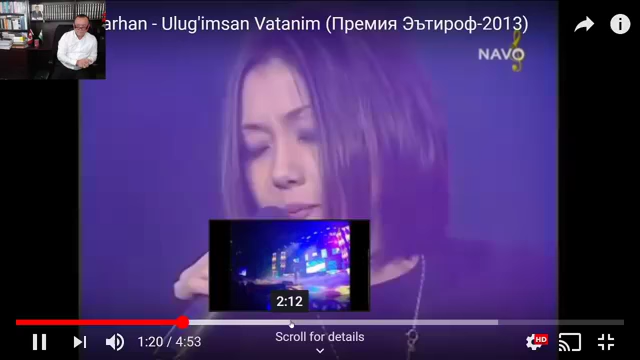 arhan - Ulug'imsan Vatanim (Премия Эътироф-2013)
NAVO
2:12
1:20 / 4:53
Scroll for details
HD